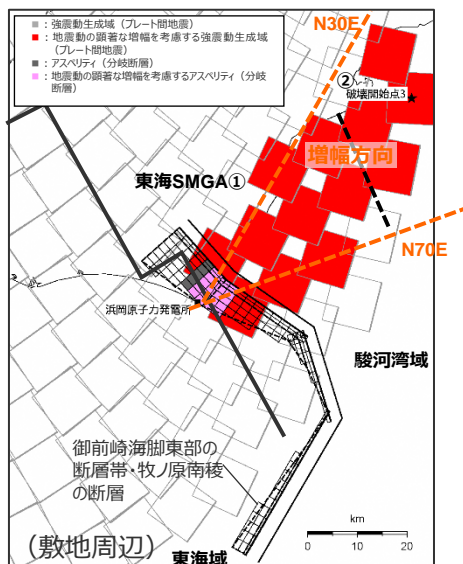 ：強震動生成域（プレート間地震）
：地震動の顕著な増幅を考慮する強震動生成域
（プレート間地震）
：アスペリティ（分岐断層）
：地震動の顕著な増幅を考慮するアスペリティ（分岐
断層）
N30E
②
破壊開始点3
増幅方向
東海SMGA①
N70E
浜岡原子力発電所
駿河湾域
御前崎海脚東部の
断層帯・牧ノ原南稜
の断層
（敷地周辺）
東海域
km
0 10 20